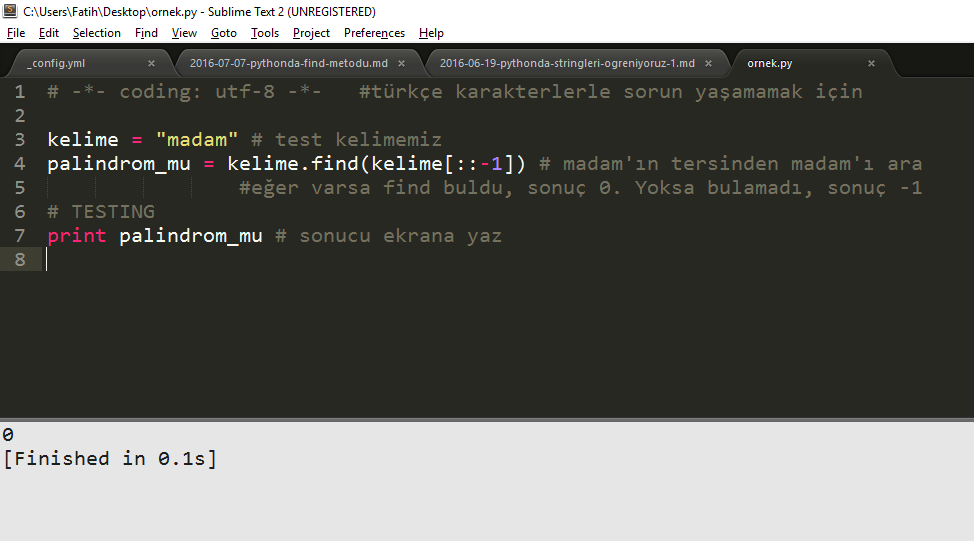 C:\Users\Fatih\Desktop\ornek.py - Sublime Text 2 (UNREGISTERED)
File Edit Selection Find View Goto Tools Project Preferences Help
_config.yml × 2016-07-07-pythonda-find-metodu.md × 2016-06-19-pythonda-stringleri-ogreniyoruz-1.md × ornek.py ×
1 # -*- coding: utf-8 -*-   #türkçe karakterlerle sorun yaşamamak için
2
3 kelime = "madam" # test kelimemiz
4 palindrom_mu = kelime.find(kelime[::-1]) # madam'ın tersinden madam'ı ara
5                 #eğer varsa find buldu, sonuç 0. Yoksa bulamadı, sonuç -1
6 # TESTING
7 print palindrom_mu # sonucu ekrana yaz
8
0
[Finished in 0.1s]